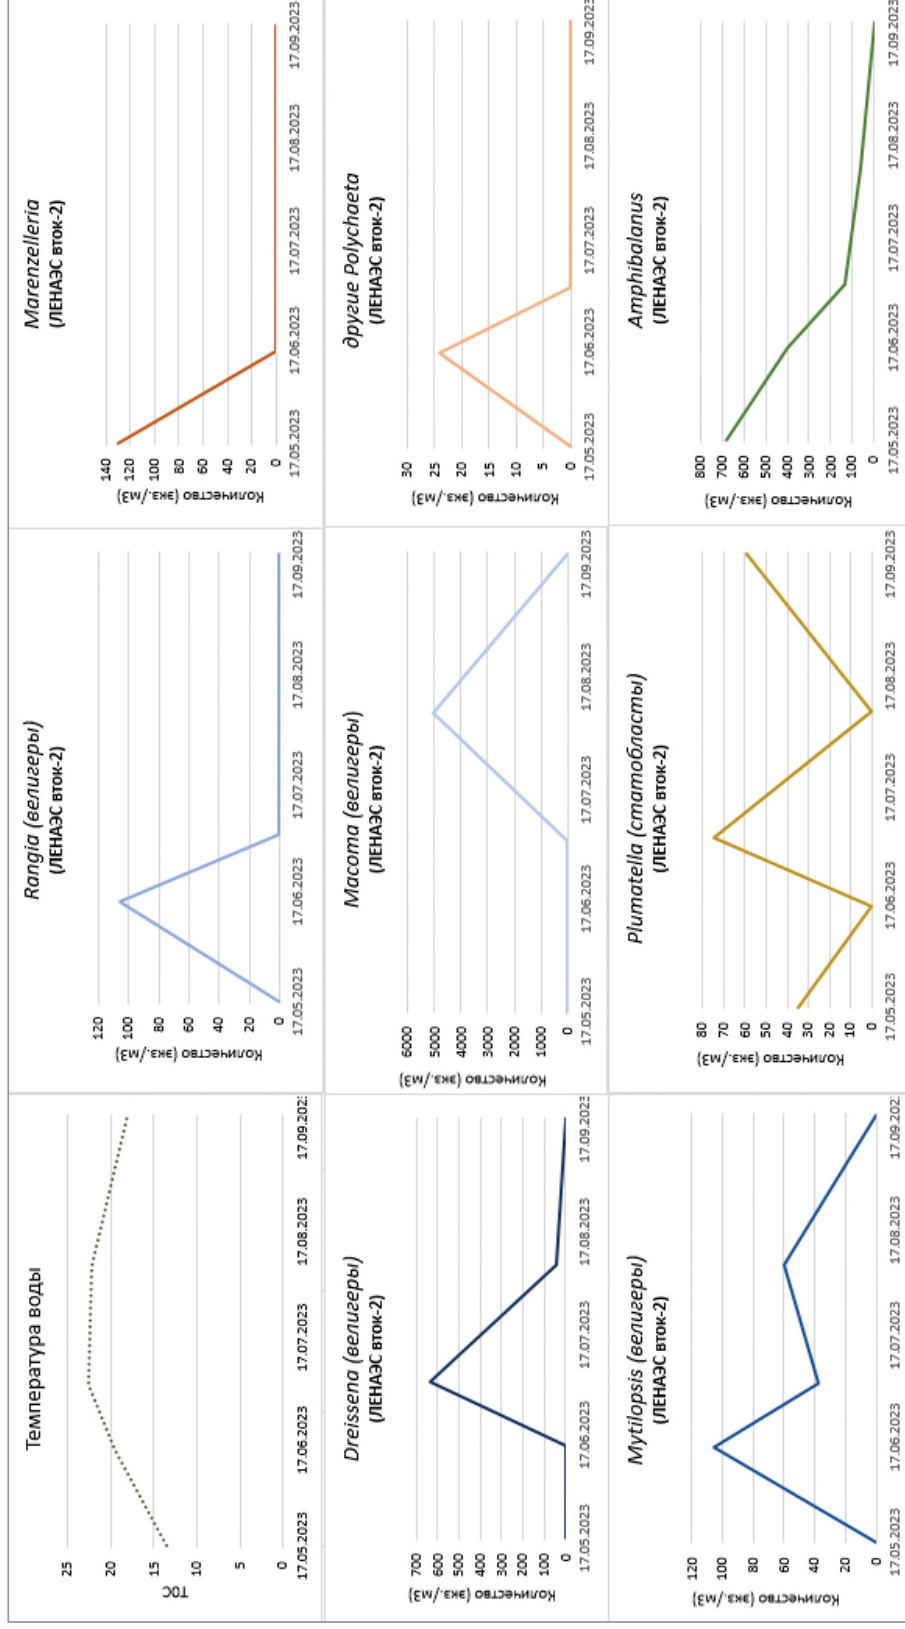 Температура воды
ТОС
25
20
15
10
5
0
17.05.2023 17.06.2023 17.07.2023 17.08.2023 17.09.202
Rangia (велигеры)
(ЛЕНАЭС вток-2)
Количество (экз./м3)
120
100
80
60
40
20
0
17.05.2023 17.06.2023 17.07.2023 17.08.2023 17.09.2023
Marenzelleria
(ЛЕНАЭС вток-2)
Количество (экз./м3)
140
120
100
80
60
40
20
0
17.05.2023 17.06.2023 17.07.2023 17.08.2023 17.09.2023
Dreissena (велигеры)
(ЛЕНАЭС вток-2)
Количество (экз./м3)
700
600
500
400
300
200
100
0
17.05.2023 17.06.2023 17.07.2023 17.08.2023 17.09.202
Macoma (велигеры)
(ЛЕНАЭС вток-2)
Количество (экз./м3)
6000
5000
4000
3000
2000
1000
0
17.05.2023 17.06.2023 17.07.2023 17.08.2023 17.09.2023
другие Polychaeta
(ЛЕНАЭС вток-2)
Количество (экз./м3)
30
25
20
15
10
5
0
17.05.2023 17.06.2023 17.07.2023 17.08.2023 17.09.2023
Mytilopsis (велигеры)
(ЛЕНАЭС вток-2)
Количество (экз./м3)
120
100
80
60
40
20
0
17.05.2023 17.06.2023 17.07.2023 17.08.2023 17.09.202
Plumatella (статобласты)
(ЛЕНАЭС вток-2)
Количество (экз./м3)
80
70
60
50
40
30
20
10
0
17.05.2023 17.06.2023 17.07.2023 17.08.2023 17.09.2023
Amphibalanus
(ЛЕНАЭС вток-2)
Количество (экз./м3)
800
700
600
500
400
300
200
100
0
17.05.2023 17.06.2023 17.07.2023 17.08.2023 17.09.2023